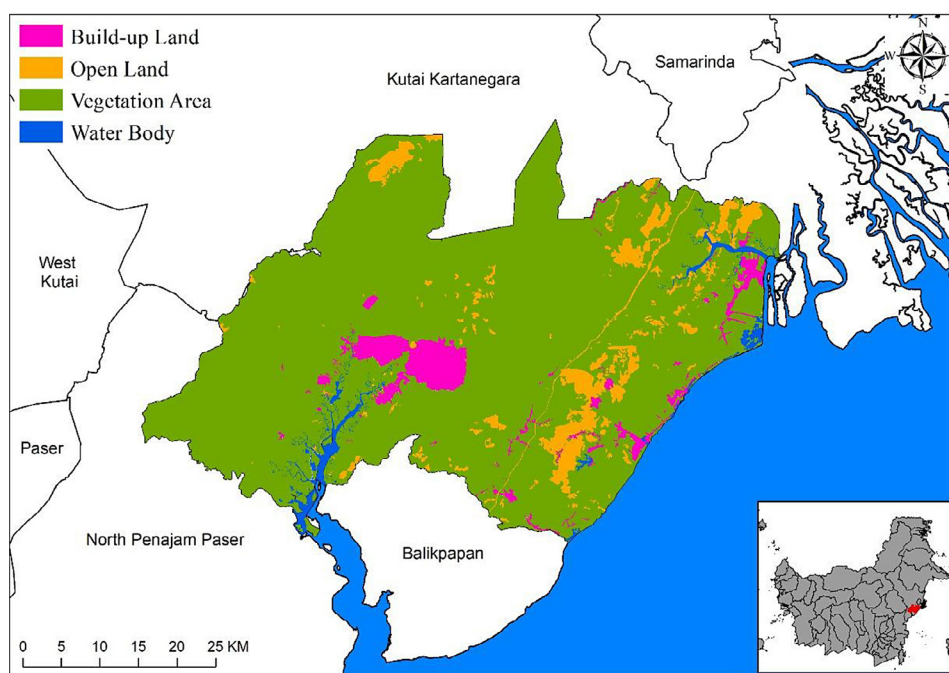 Build-up Land
Open Land
Vegetation Area
Water Body
Kutai Kartanegara
Samarinda
N
W
E
S
West
Kutai
Paser
North Penajam Paser
Balikpapan
0 5 10 15 20 25 KM